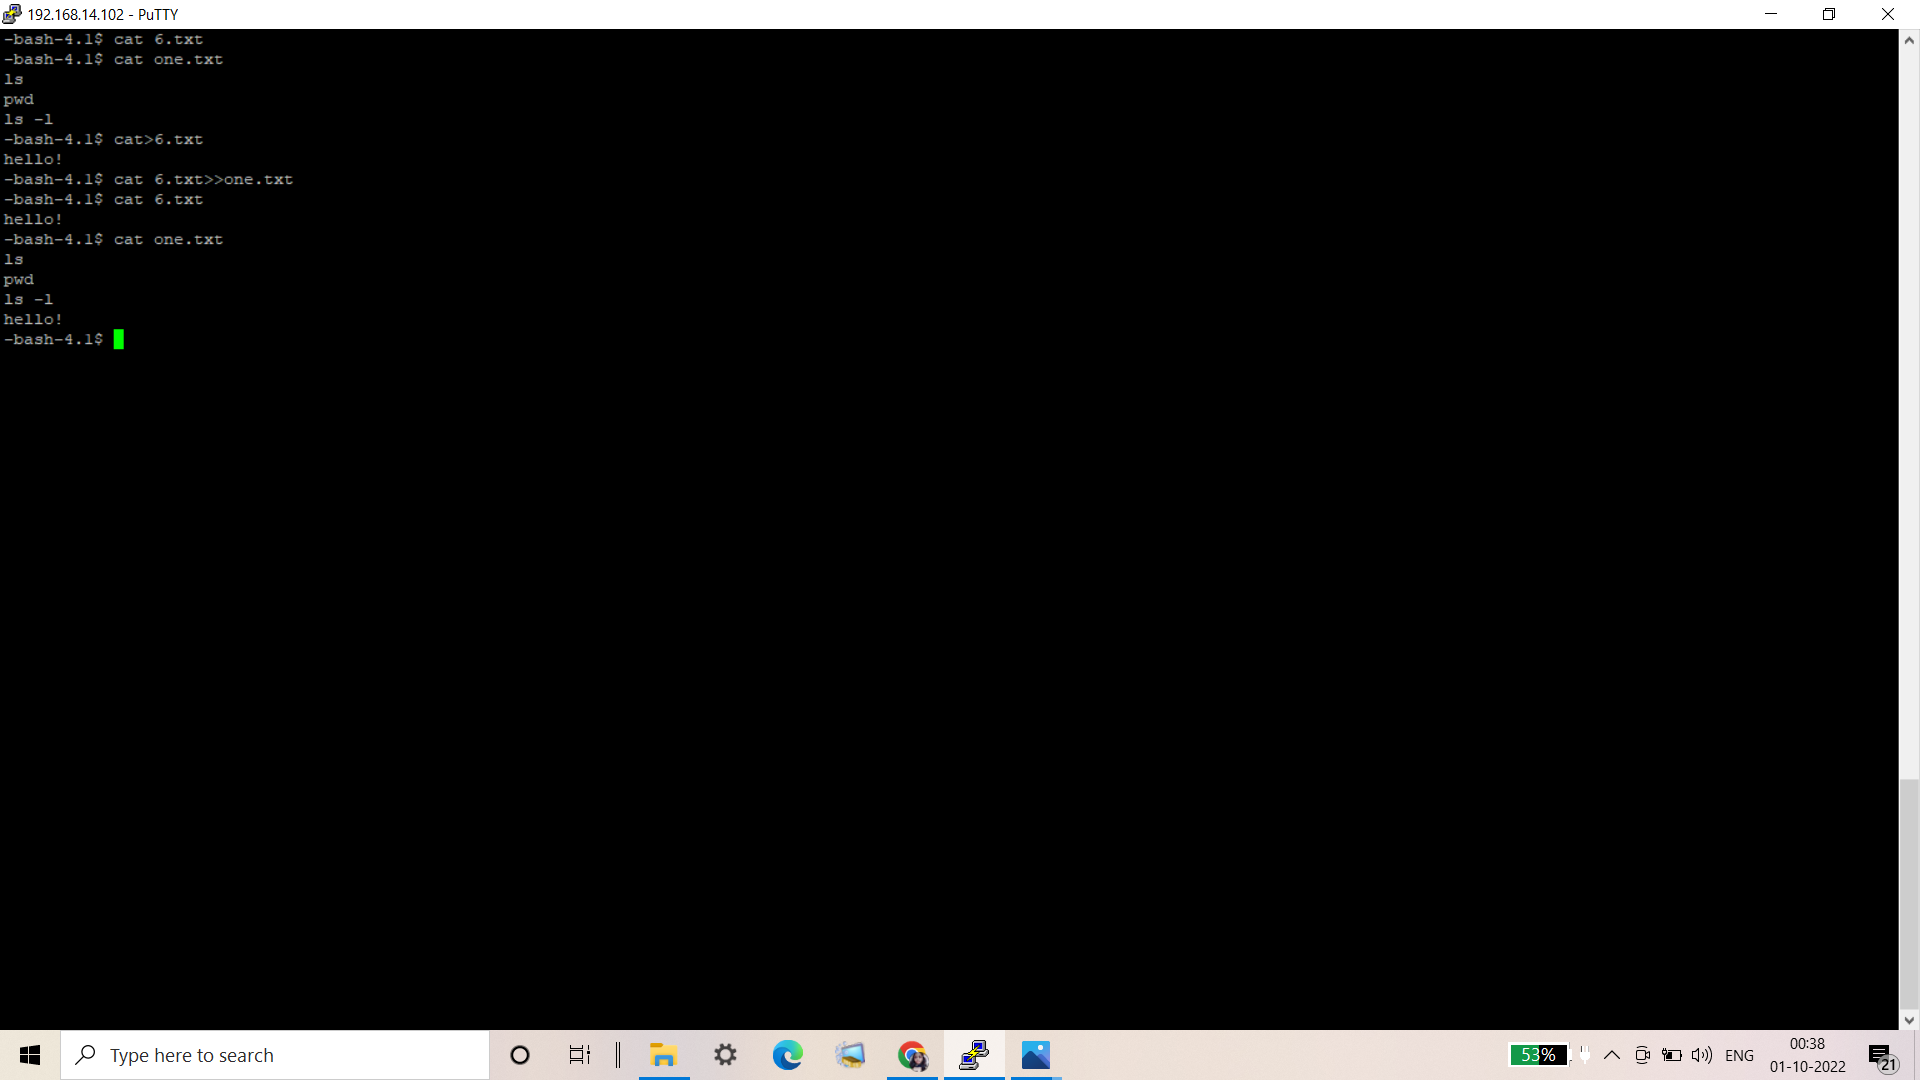 192.168.14.102 - PuTTY
-bash-4.1$ cat 6.txt
-bash-4.1$ cat one.txt
ls
pwd
ls -l
-bash-4.1$ cat>6.txt
hello!
-bash-4.1$ cat 6.txt>>one.txt
-bash-4.1$ cat 6.txt
hello!
-bash-4.1$ cat one.txt
ls
pwd
ls -l
hello!
-bash-4.1$
Type here to search
53%
ENG
00:38
01-10-2022
21